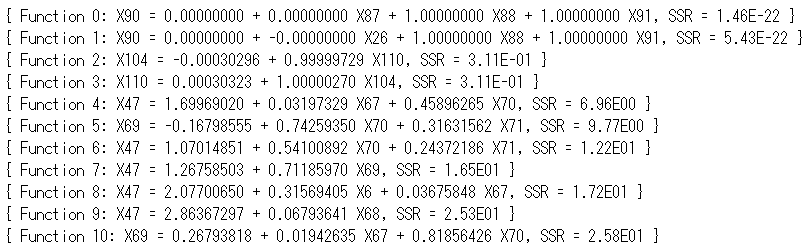 { Function 0: X90 = 0.00000000 + 0.00000000 X87 + 1.00000000 X88 + 1.00000000 X91, SSR = 1.46E-22 }
{ Function 1: X90 = 0.00000000 + -0.00000000 X26 + 1.00000000 X88 + 1.00000000 X91, SSR = 5.43E-22 }
{ Function 2: X104 = -0.00030296 + 0.99999729 X110, SSR = 3.11E-01 }
{ Function 3: X110 = 0.00030323 + 1.00000270 X104, SSR = 3.11E-01 }
{ Function 4: X47 = 1.69969020 + 0.03197329 X67 + 0.45896265 X70, SSR = 6.96E00 }
{ Function 5: X69 = -0.16798555 + 0.74259350 X70 + 0.31631562 X71, SSR = 9.77E00 }
{ Function 6: X47 = 1.07014851 + 0.54100892 X70 + 0.24372186 X71, SSR = 1.22E01 }
{ Function 7: X47 = 1.26758503 + 0.71185970 X69, SSR = 1.65E01 }
{ Function 8: X47 = 2.07700650 + 0.31569405 X6 + 0.03675848 X67, SSR = 1.72E01 }
{ Function 9: X47 = 2.86367297 + 0.06793641 X68, SSR = 2.53E01 }
{ Function 10: X69 = 0.26793818 + 0.01942635 X67 + 0.81856426 X70, SSR = 2.58E01 }